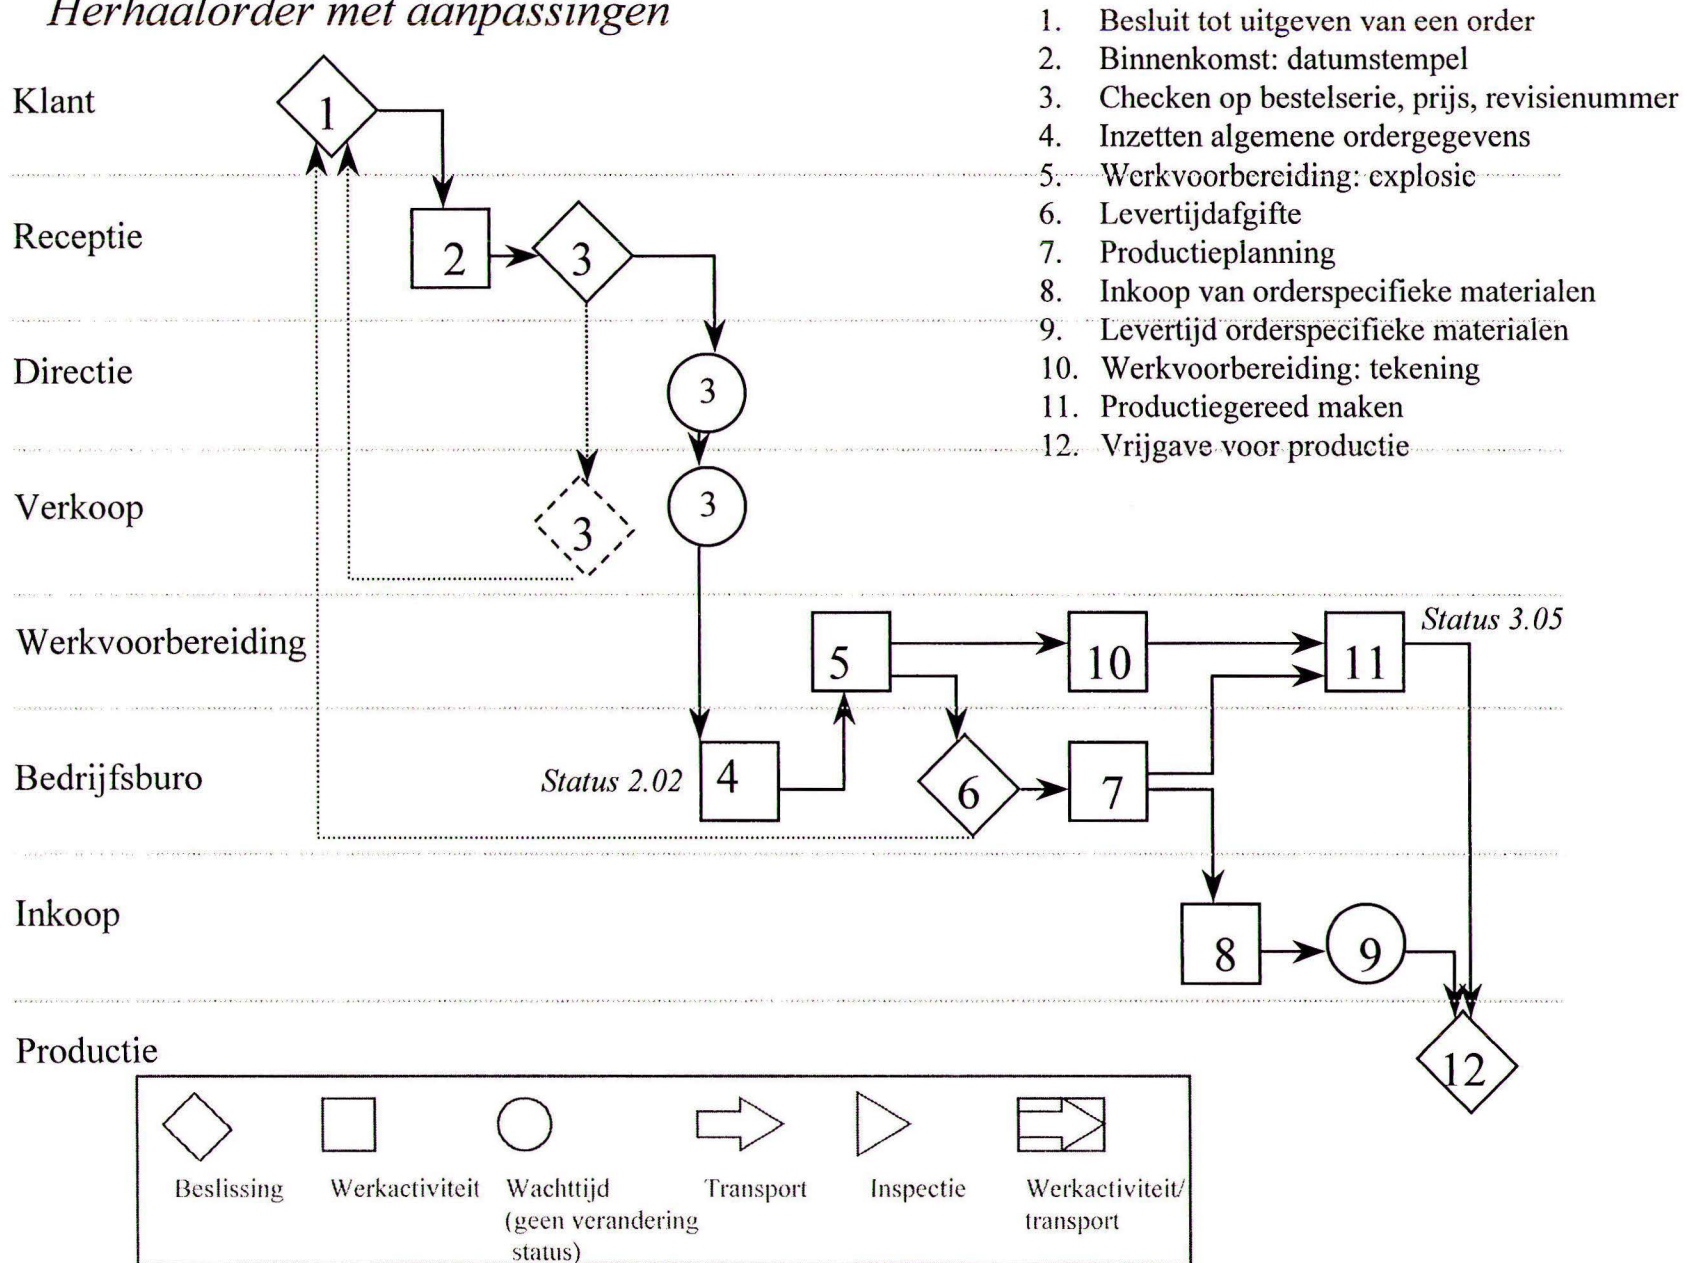 Herhaalorder met aanpassingen
1. Besluit tot uitgeven van een order
2. Binnenkomst: datumstempel
3. Checken op bestelserie, prijs, revisienummer
4. Inzetten algemene ordergegevens
5. Werkvoorbereiding: explosie
6. Levertijdafgifte
7. Productieplanning
8. Inkoop van orderspecifieke materialen
9. Levertijd orderspecifieke materialen
10. Werkvoorbereiding: tekening
11. Productiegereed maken
12. Vrijgave voor productie
Klant
1
Receptie
2
3
Directie
3
Verkoop
3
3
Werkvoorbereiding
5
10
11
Status 3.05
Bedrijfsburo
Status 2.02
4
6
7
Inkoop
8
9
Productie
12
Beslissing
Werkactiviteit
Wachttijd
(geen verandering
status)
Transport
Inspectie
Werkactiviteit/
transport